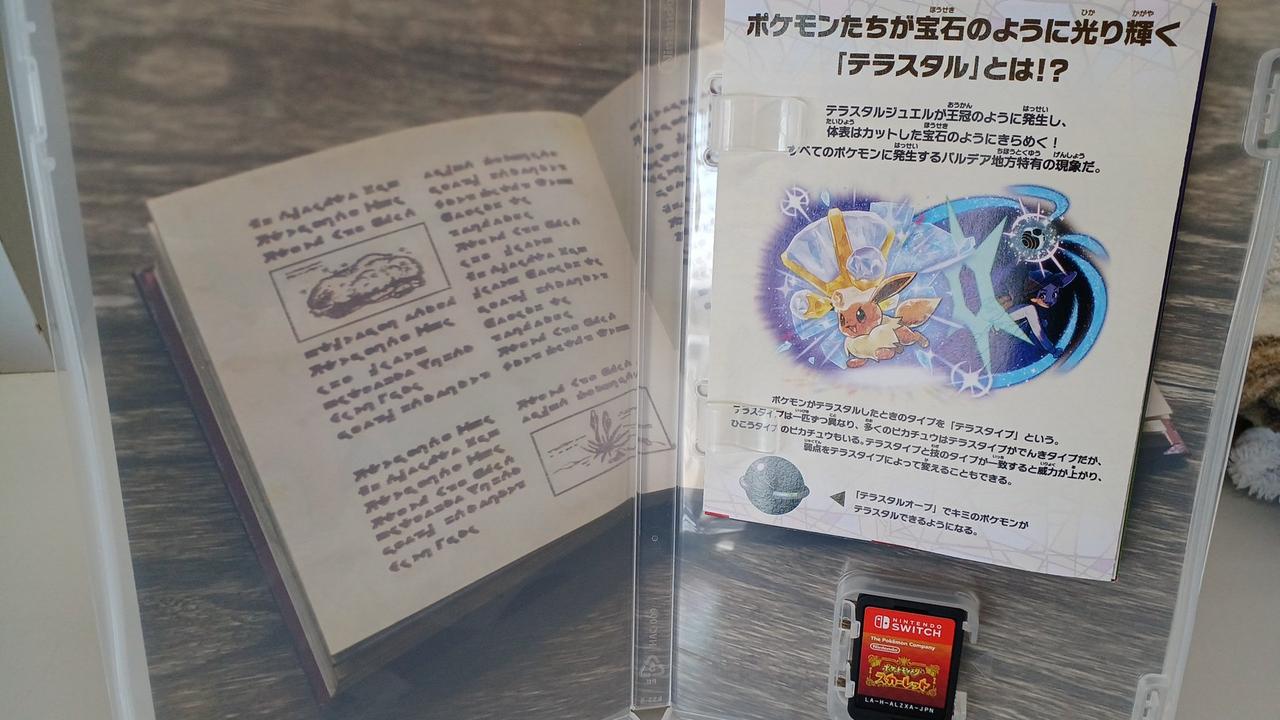 ポケモンたちが宝石のように光り輝く
「テラスタル」とは!?
テラスタルジュエルが王冠のように発生し、
体表はカットした宝石のようにきらめく！
すべてのポケモンに発生するパルデア地方特有の現象だ。
ポケモンがテラスタルしたときのタイプを「テラスタイプ」という。
テラスタイプは一匹ずつ異なり、多くのピカチュウはテラスタイプがでんきタイプだが、
ひこうタイプのピカチュウもいる。テラスタイプと技のタイプが一致すると威力が上がり、
弱点をテラスタイプによって変えることもできる。
「テラスタルオーブ」でキミのポケモンが
テラスタルできるようになる。
NINTENDO
SWITCH
The Pokémon Company
Nintendo
ポケットモンスター
スカーレット
LA-H-ALZXA-JPN